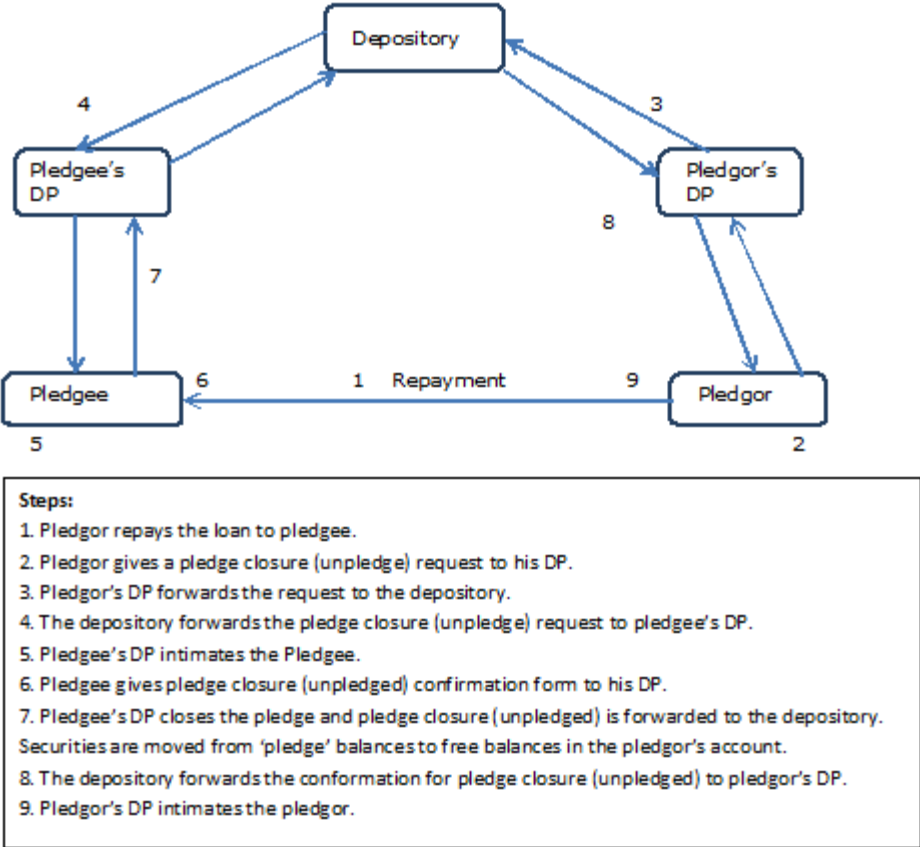 Depository
4
3
Pledgee's
DP
Pledgor's
DP
8
7
Pledgee
6
1 Repayment
9
Pledgor
5
2
Steps:
1. Pledgor repays the loan to pledgee.
2. Pledgor gives a pledge closure (unpledge) request to his DP.
3. Pledgor's DP forwards the request to the depository.
4. The depository forwards the pledge closure (unpledge) request to pledgee's DP.
5. Pledgee's DP intimates the Pledgee.
6. Pledgee gives pledge closure (unpledged) confirmation form to his DP.
7. Pledgee's DP closes the pledge and pledge closure (unpledged) is forwarded to the depository.
Securities are moved from 'pledge' balances to free balances in the pledgor's account.
8. The depository forwards the conformation for pledge closure (unpledged) to pledgor's DP.
9. Pledgor's DP intimates the pledgor.